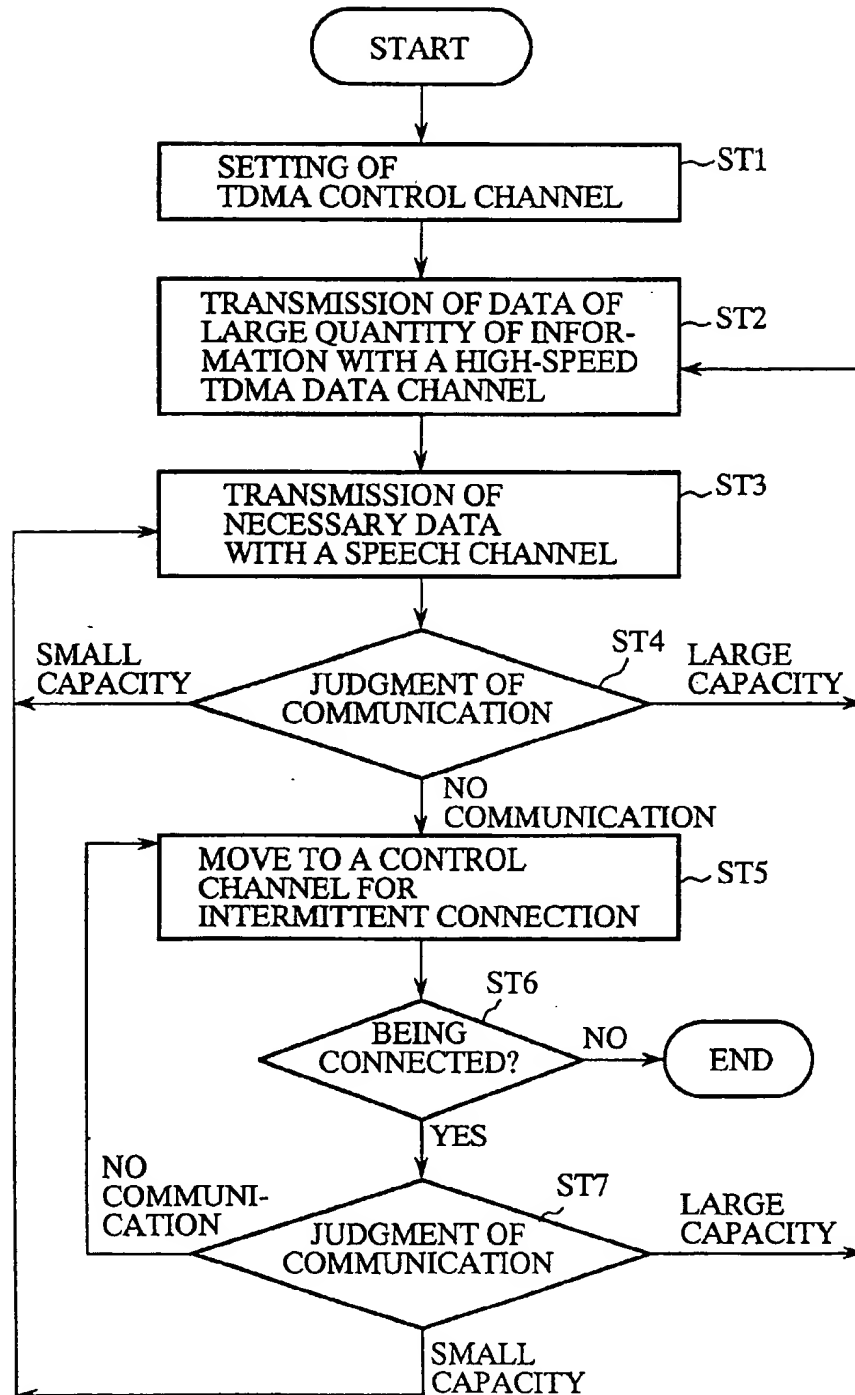 START
SETTING OF
TDMA CONTROL CHANNEL
ST1
TRANSMISSION OF DATA OF
LARGE QUANTITY OF INFOR-
MATION WITH A HIGH-SPEED
TDMA DATA CHANNEL
ST2
TRANSMISSION OF
NECESSARY DATA
WITH A SPEECH CHANNEL
ST3
SMALL
CAPACITY
JUDGMENT OF
COMMUNICATION
ST4
LARGE
CAPACITY
NO
COMMUNICATION
MOVE TO A CONTROL
CHANNEL FOR
INTERMITTENT CONNECTION
ST5
BEING
CONNECTED?
ST6
NO
END
YES
NO
COMMUNI-
CATION
JUDGMENT OF
COMMUNICATION
ST7
LARGE
CAPACITY
SMALL
CAPACITY